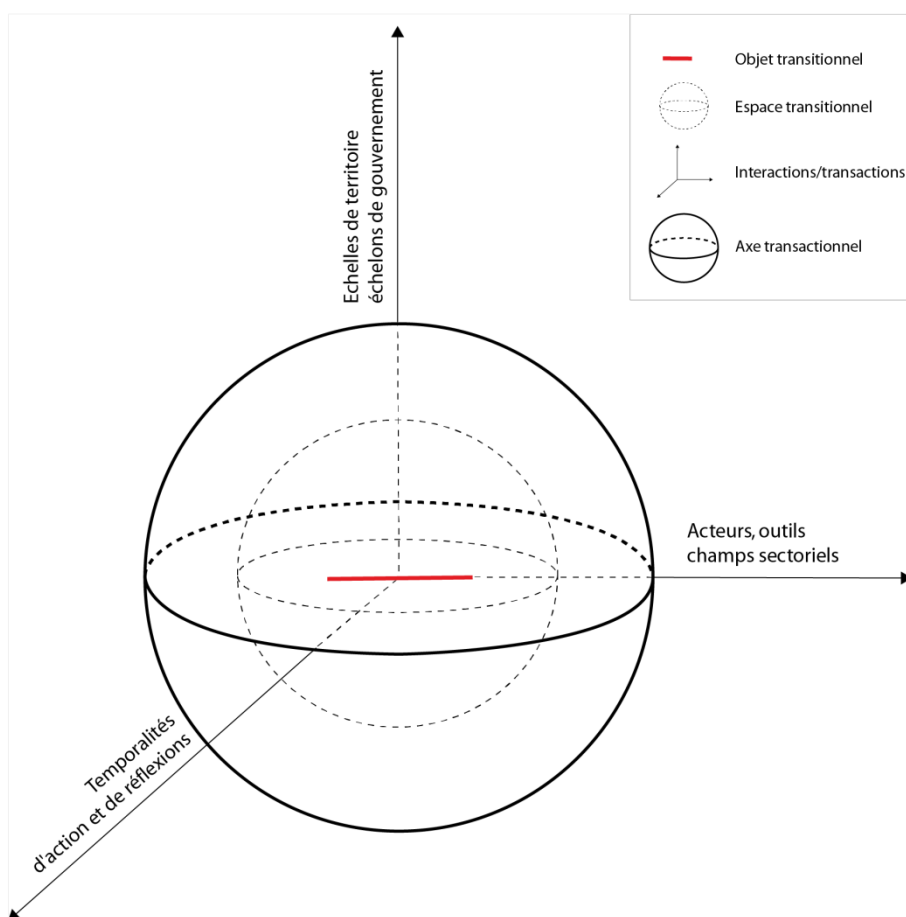 Objet transitionnel
Espace transitionnel
Interactions/transactions
Axe transactionnel
Echelles de territoire
échelons de gouvernement
Acteurs, outils
champs sectoriels
Temporalités
d'action et de réflexions